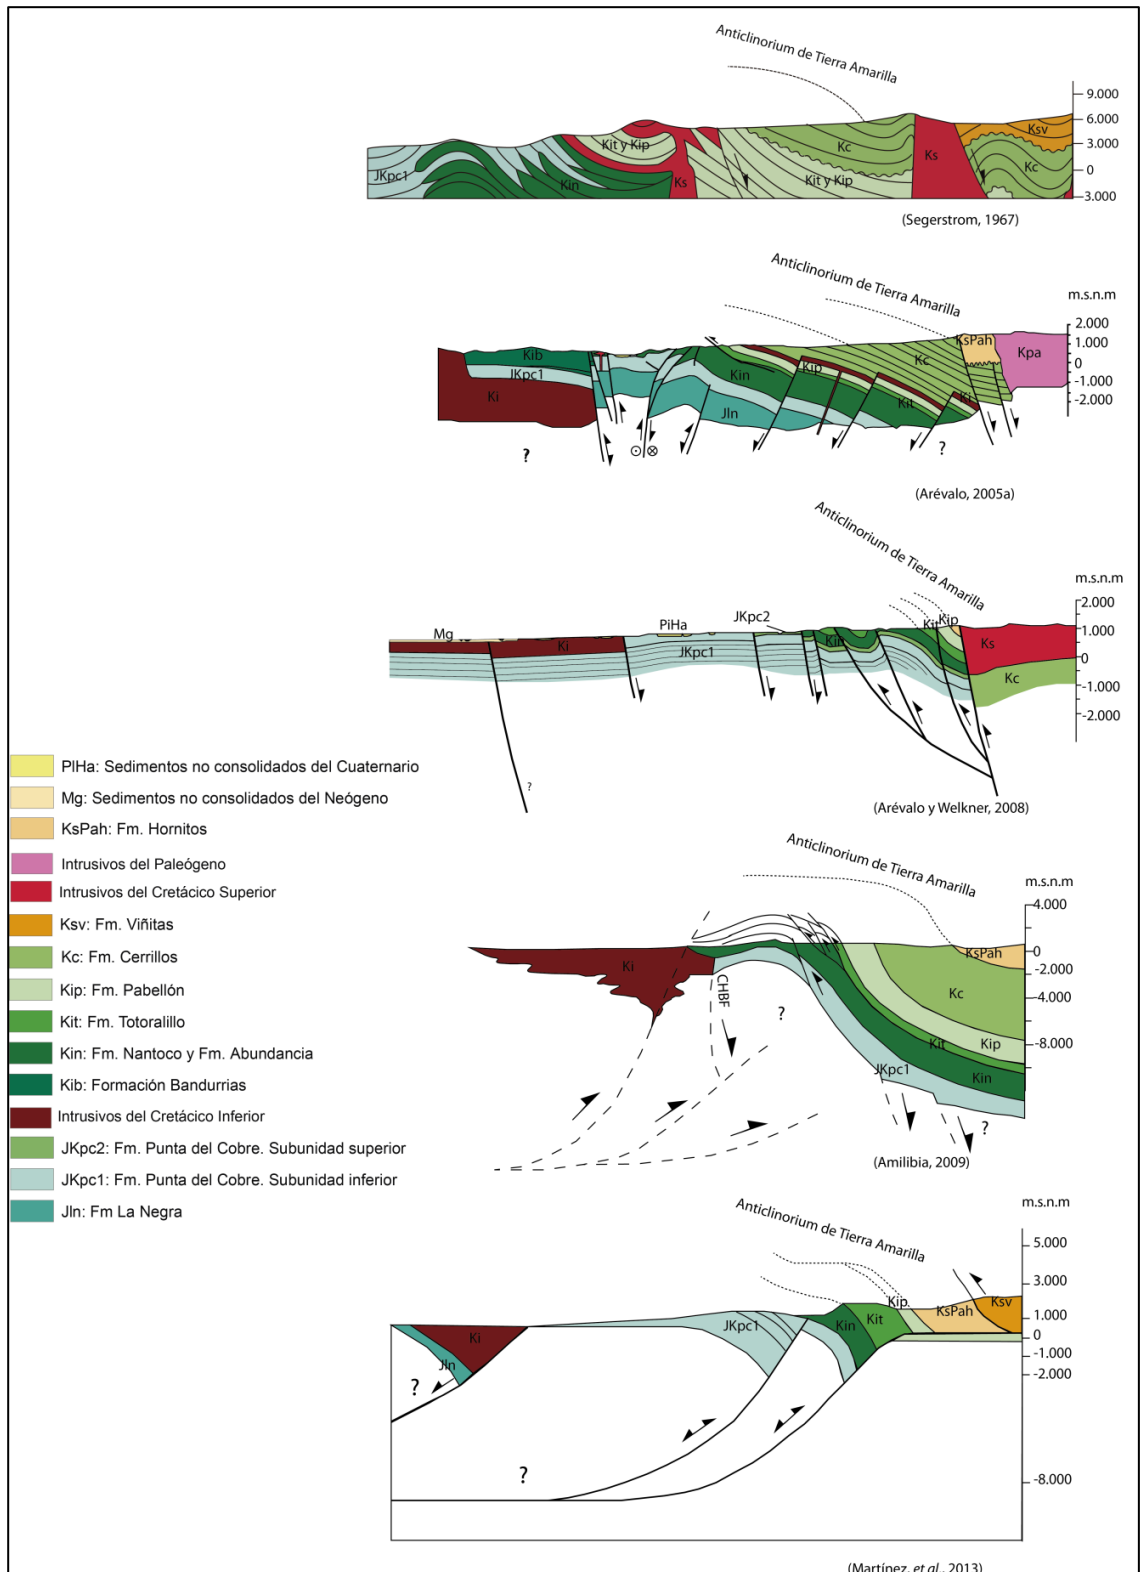 Anticlinorium de Tierra Amarilla
9.000
6.000
3.000
0
-3.000
Ksv
Kit y Kip
Kc
Ks
Kc
JKpc1
Kin
Ks
Kit y Kip
(Segerstrom, 1967)
Anticlinorium de Tierra Amarilla
m.s.n.m
2.000
1.000
0
-1.000
-2.000
KsPah
Kpa
Kib
Kc
JKpc1
Kin
Kip
Ki
Kit
Ki
Jln
?
?
(Arévalo, 2005a)
Anticlinorium de Tierra Amarilla
m.s.n.m
2.000
1.000
0
-1.000
-2.000
JKpc2
Kit
Kip
PiHa
Mg
Ki
JKpc1
Kin
Ks
Kc
?
(Arévalo y Welkner, 2008)
PlHa: Sedimentos no consolidados del Cuaternario
Mg: Sedimentos no consolidados del Neógeno
KsPah: Fm. Hornitos
Intrusivos del Paleógeno
Intrusivos del Cretácico Superior
Ksv: Fm. Viñitas
Kc: Fm. Cerrillos
Kip: Fm. Pabellón
Kit: Fm. Totoralillo
Kin: Fm. Nantoco y Fm. Abundancia
Kib: Formación Bandurrias
Intrusivos del Cretácico Inferior
JKpc2: Fm. Punta del Cobre. Subunidad superior
JKpc1: Fm. Punta del Cobre. Subunidad inferior
Jln: Fm La Negra
Anticlinorium de Tierra Amarilla
m.s.n.m
4.000
0
-2.000
-4.000
-8.000
KsPah
Ki
CHBF
Kc
?
Kit
Kip
JKpc1
Kin
?
(Amilibia, 2009)
Anticlinorium de Tierra Amarilla
m.s.n.m
5.000
3.000
1.000
0
-1.000
-2.000
-8.000
Kip
KsPah
Ksv
Ki
JKpc1
Kin
Kit
Jln
?
?
(Martínez, et al., 2013)